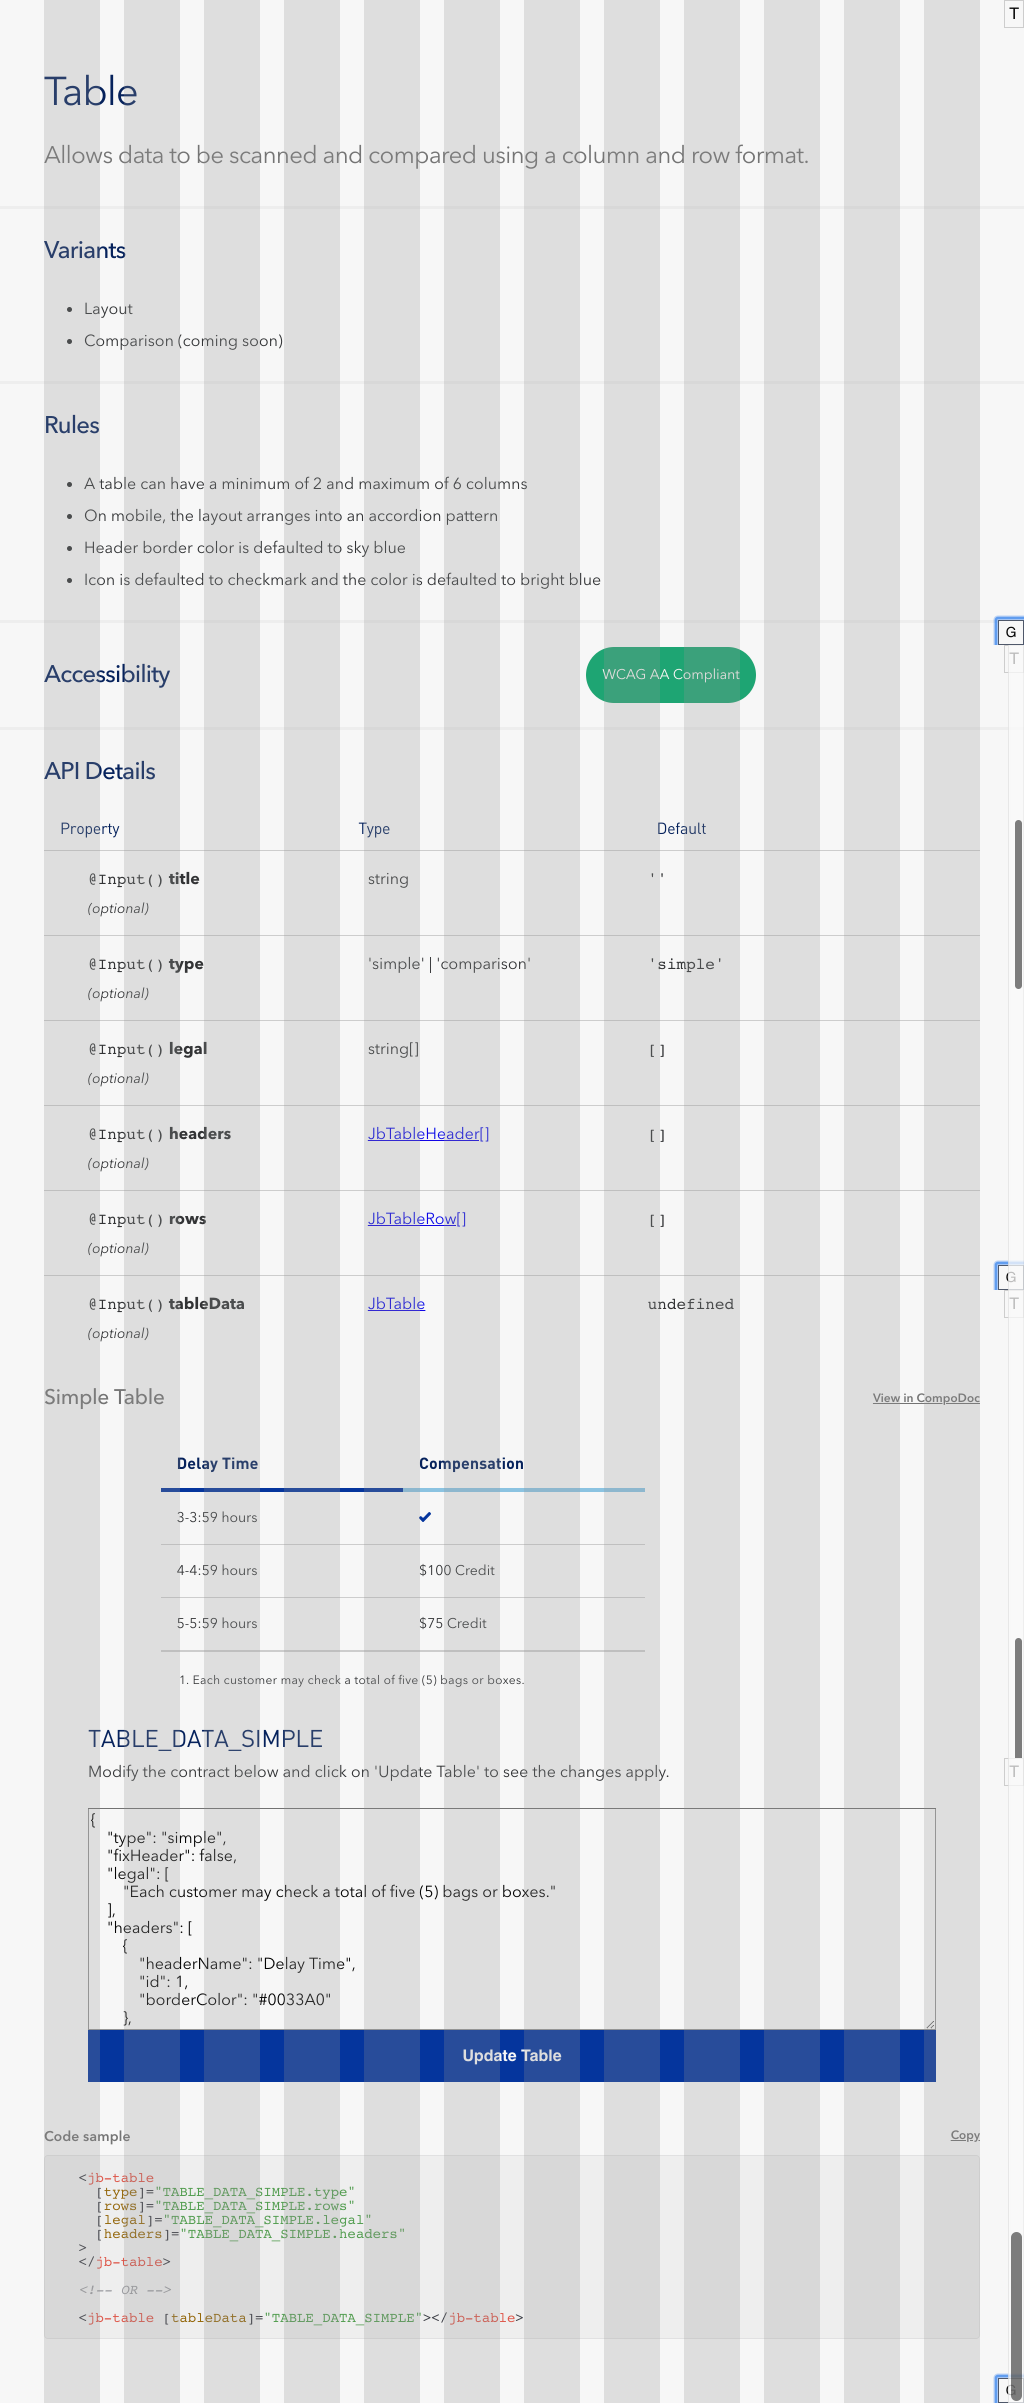 T
Table
Allows data to be scanned and compared using a column and row format.
Variants
• Layout
• Comparison (coming soon)
Rules
• A table can have a minimum of 2 and maximum of 6 columns
• On mobile, the layout arranges into an accordion pattern
• Header border color is defaulted to sky blue
• Icon is defaulted to checkmark and the color is defaulted to bright blue
G
T
Accessibility WCAG AA Compliant
API Details
Property Type Default
@Input() title string ''
(optional)
@Input() type 'simple' | 'comparison' 'simple'
(optional)
@Input() legal string[] []
(optional)
@Input() headers JbTableHeader[] []
(optional)
@Input() rows JbTableRow[] []
(optional)
G
@Input() tableData JbTable undefined
T
(optional)
Simple Table View in CompoDoc
Delay Time Compensation
3-3:59 hours ✔
4-4:59 hours $100 Credit
5-5:59 hours $75 Credit
1. Each customer may check a total of five (5) bags or boxes.
TABLE_DATA_SIMPLE
Modify the contract below and click on 'Update Table' to see the changes apply.
T
{
    "type": "simple",
    "fixHeader": false,
    "legal": [
        "Each customer may check a total of five (5) bags or boxes."
    ],
    "headers": [
        {
            "headerName": "Delay Time",
            "id": 1,
            "borderColor": "#0033A0"
        },
Update Table
Code sample Copy
<jb-table
  [type]="TABLE_DATA_SIMPLE.type"
  [rows]="TABLE_DATA_SIMPLE.rows"
  [legal]="TABLE_DATA_SIMPLE.legal"
  [headers]="TABLE_DATA_SIMPLE.headers"
>
</jb-table>
<!-- OR -->
<jb-table [tableData]="TABLE_DATA_SIMPLE"></jb-table>
G